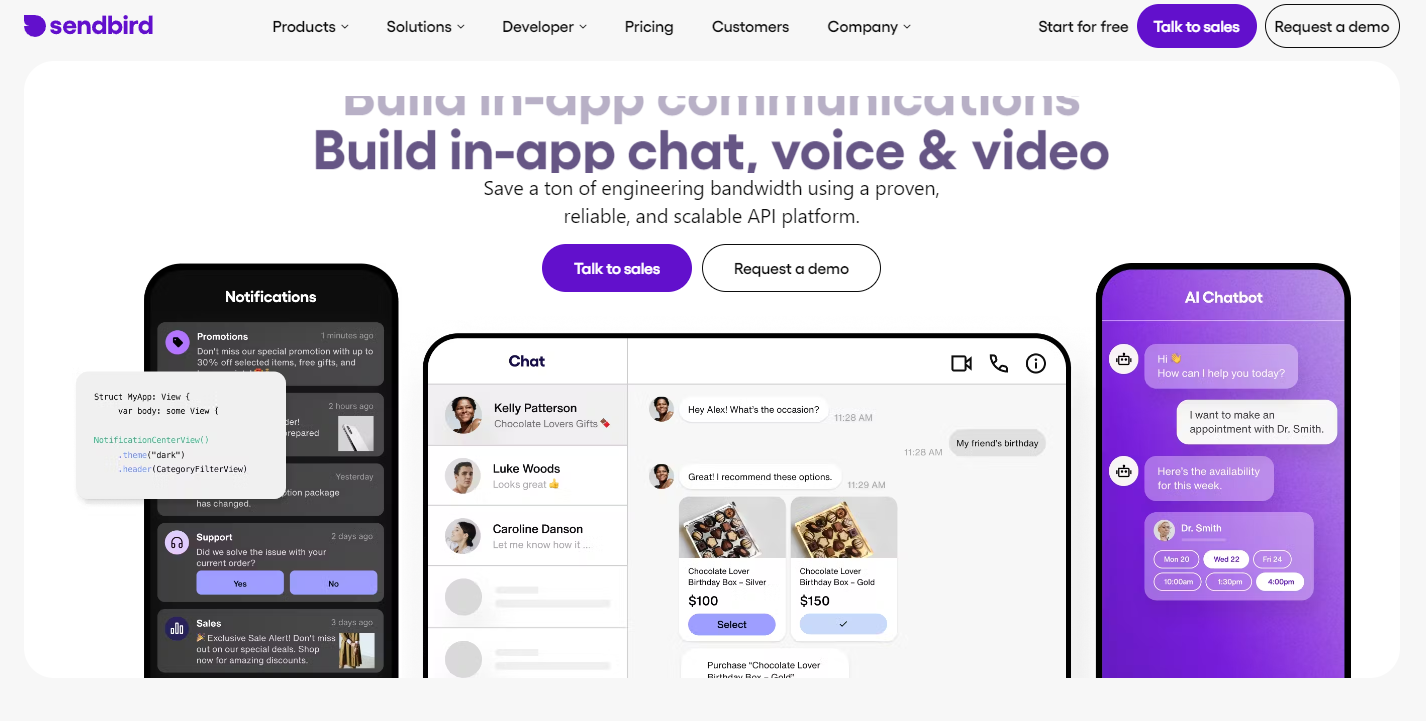 sendbird
Products
Solutions
Developer
Pricing
Customers
Company
Start for free
Talk to sales
Request a demo
Build in-app communications
Build in-app chat, voice & video
Save a ton of engineering bandwidth using a proven,
reliable, and scalable API platform.
Talk to sales
Request a demo
Notifications
Promotions
1 minutes ago
Don't miss our special promotion with up to
30% off selected items, free gifts, and
2 hours ago
Yesterday
package
has changed.
Struct MyApp: View {
var body: some View {
NotificationCenterView()
.theme("dark")
.header(CategoryFilterView)
Support
2 days ago
Did we solve the issue with your
current order?
Yes
No
Sales
3 days ago
🎉 Exclusive Sale Alert! Don't miss
out on our special deals. Shop
now for amazing discounts.
Chat
Kelly Patterson
Chocolate Lovers Gifts 🍫
Luke Woods
Looks great 👍
Caroline Danson
Let me know how it ...
Hey Alex! What's the occasion?
11:28 AM
My friend's birthday
11:28 AM
Great! I recommend these options.
11:29 AM
Chocolate Lover
Birthday Box – Silver
$100
Select
Chocolate Lover
Birthday Box – Gold
$150
Purchase “Chocolate Lover
Birthday Box – Gold”
AI Chatbot
Hi 👋
How can I help you today?
I want to make an
appointment with Dr. Smith.
Here's the availability
for this week.
Dr. Smith
Mon 20
Wed 22
Fri 24
10:00am
1:30pm
4:00pm